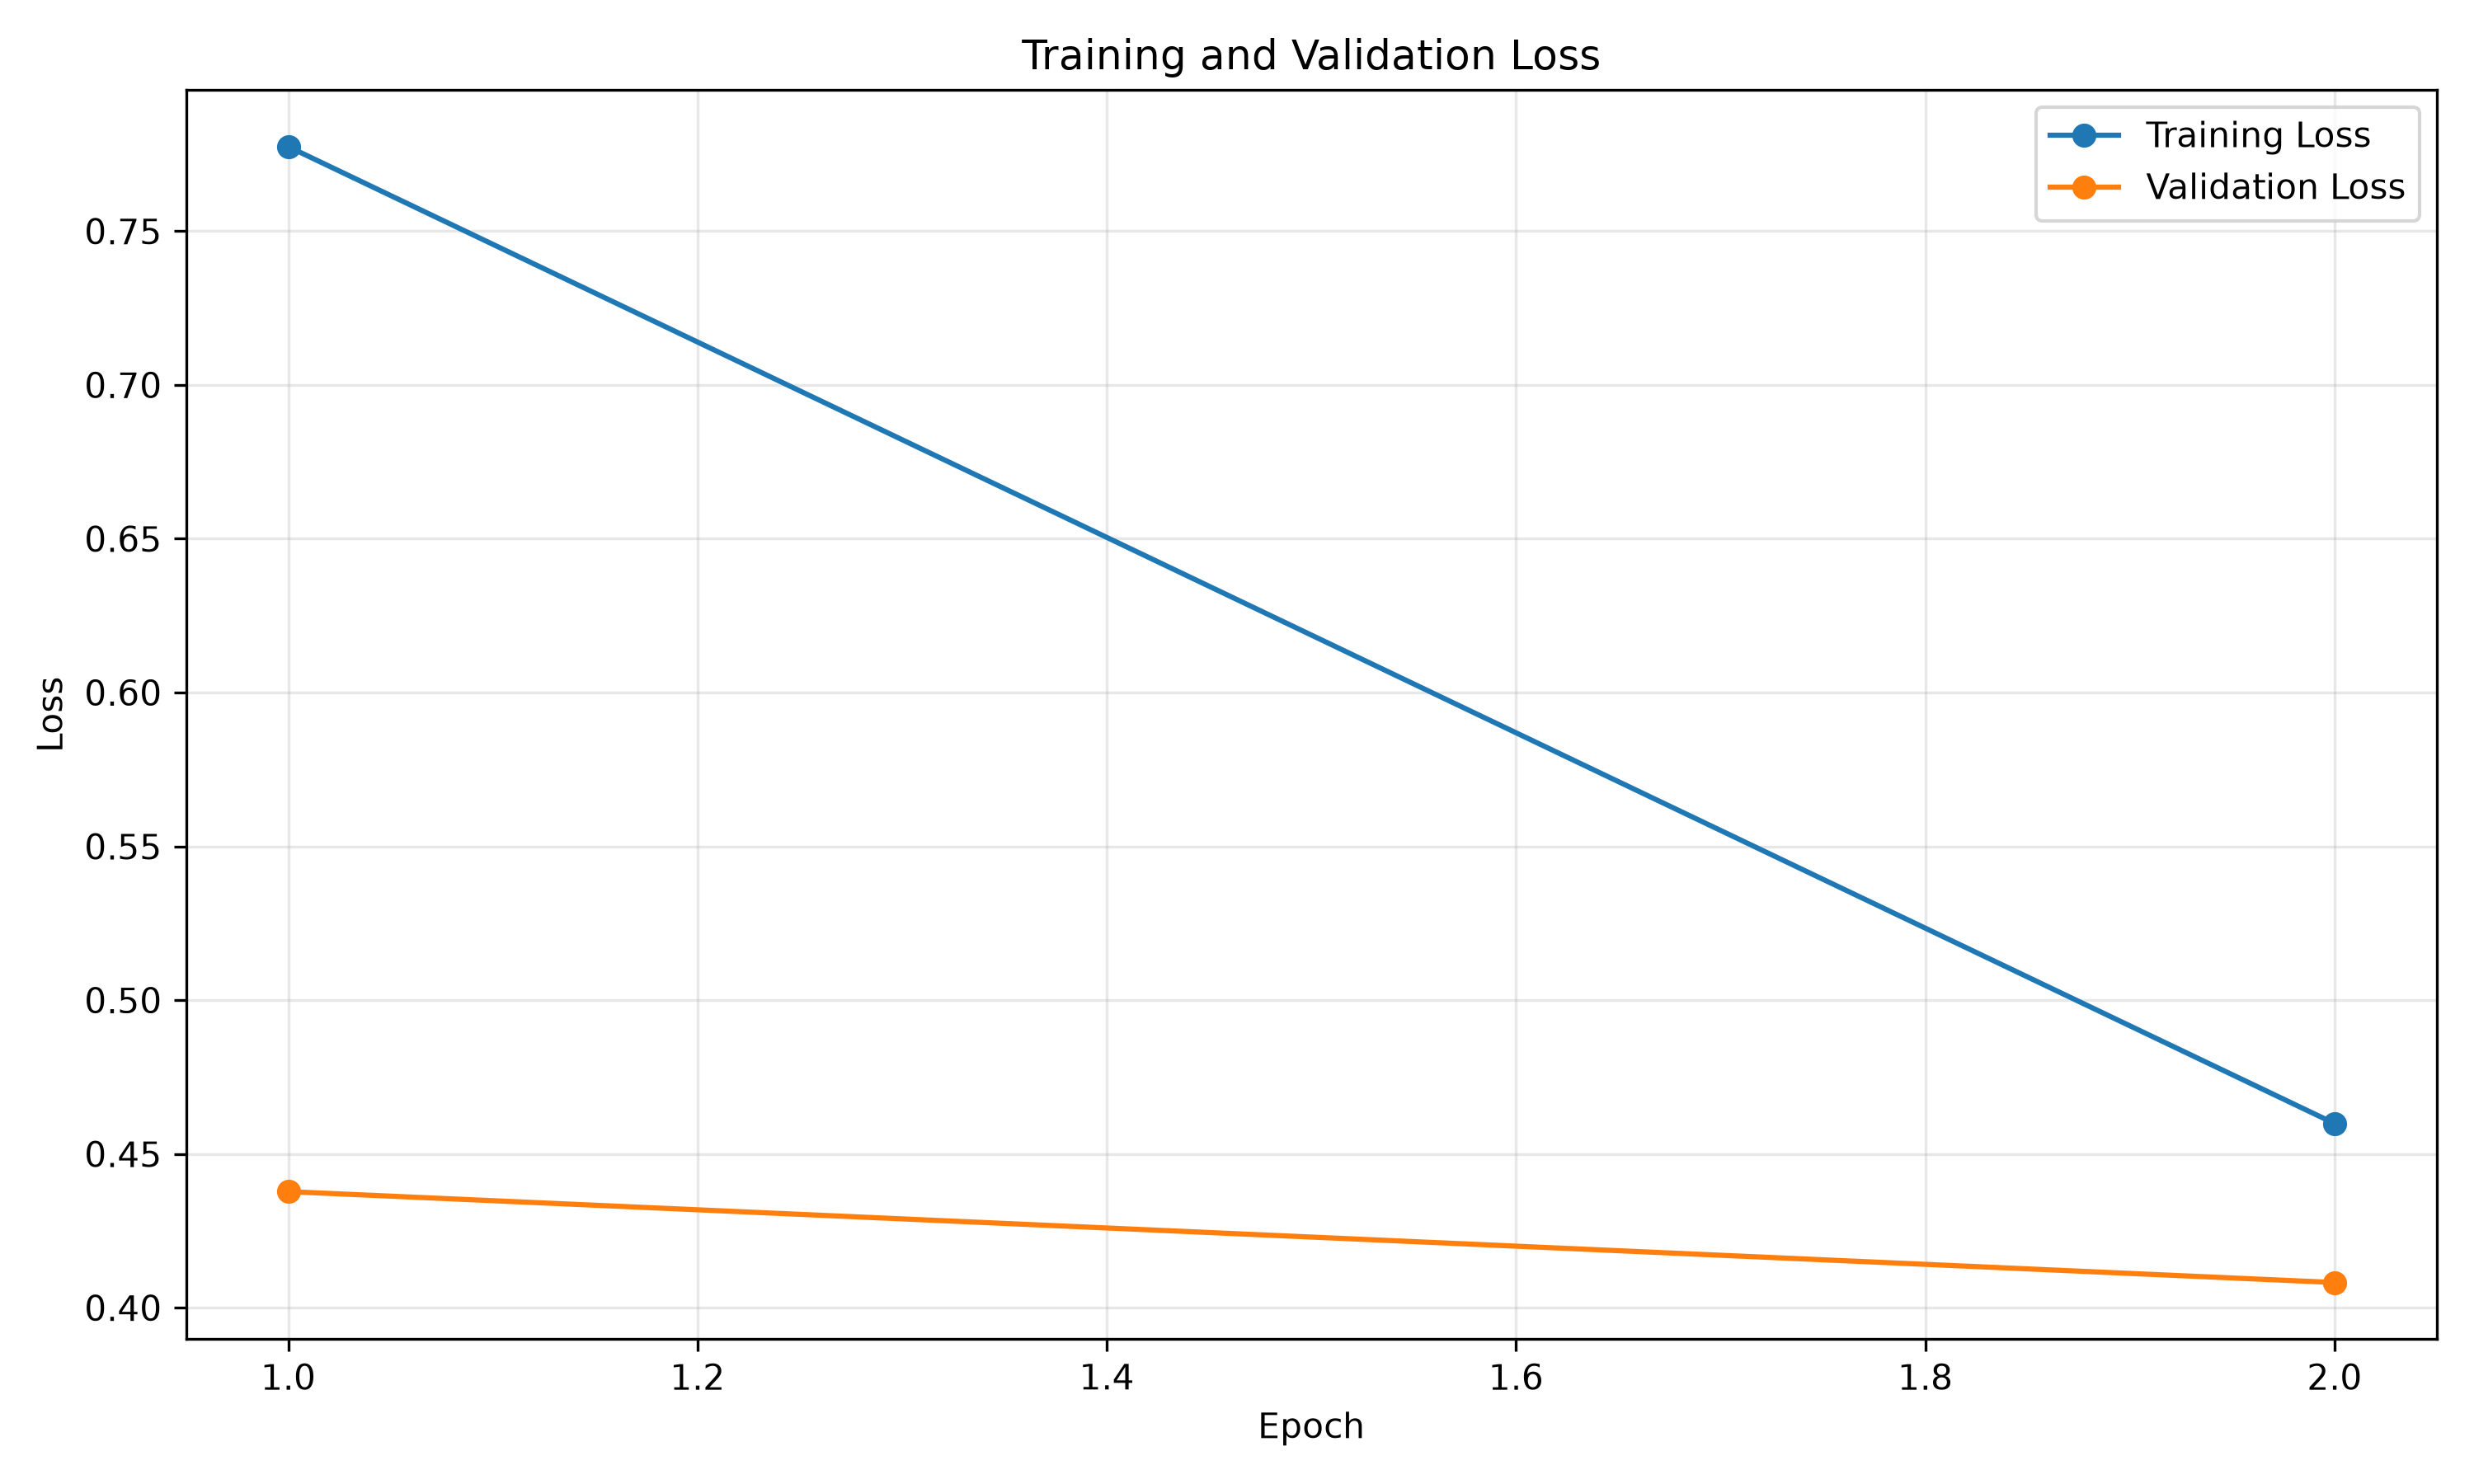 Training and Validation Loss
Training Loss
Validation Loss
0.75
0.70
0.65
0.60
0.55
0.50
0.45
0.40
Loss
1.0 1.2 1.4 1.6 1.8 2.0
Epoch